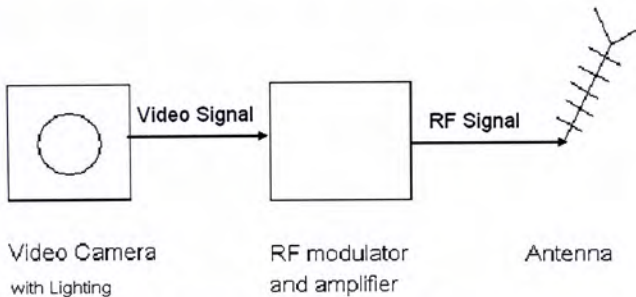 Video Signal
RF Signal
Video Camera
with Lighting
RF modulator
and amplifier
Antenna